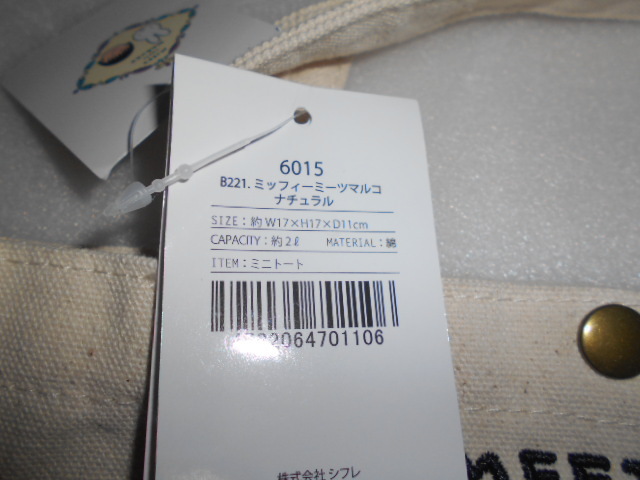 6015
B221.ミッフィーミーツマルコ
ナチュラル
SIZE：約 W17×H17×D11cm
CAPACITY：約2ℓ MATERIAL：綿
ITEM：ミニトート
2064701106
株式会社シフレ
MEET